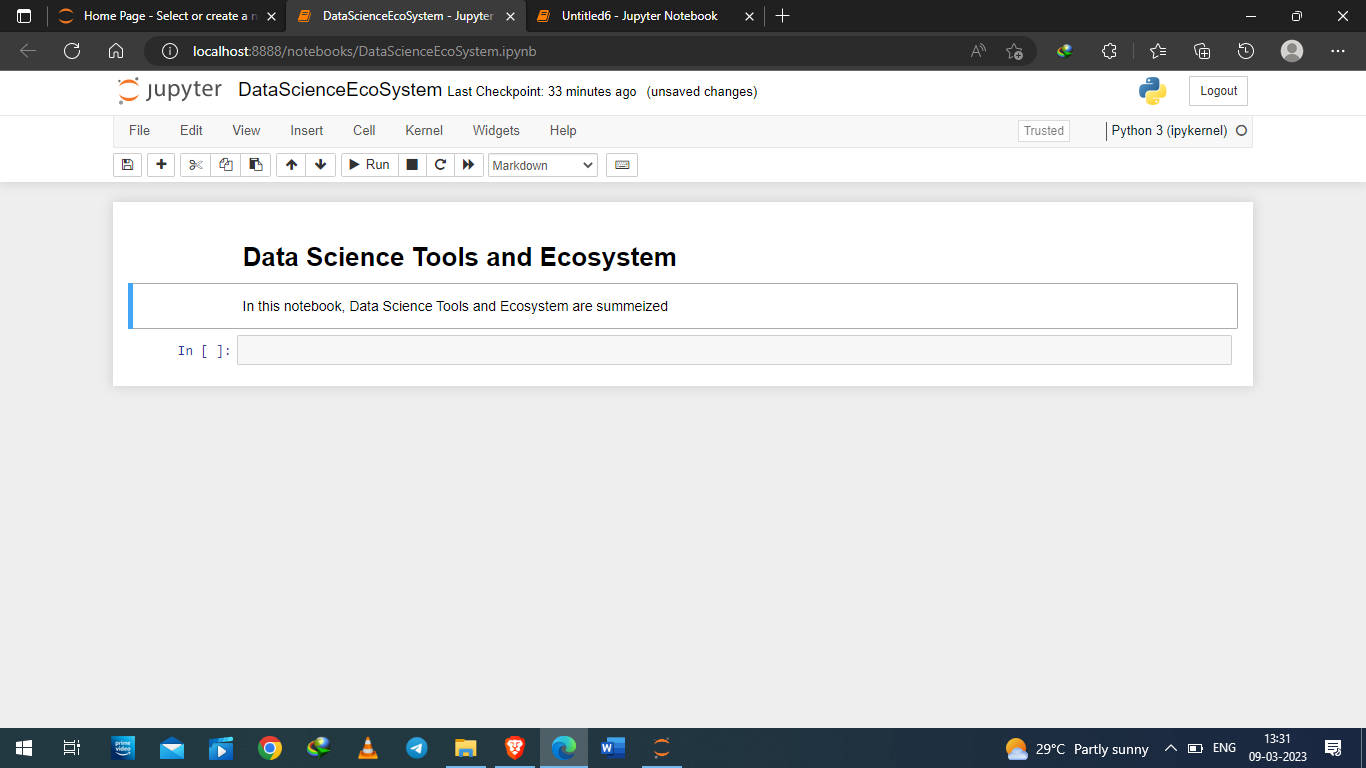 Home Page - Select or create a n
DataScienceEcoSystem - Jupyter
Untitled6 - Jupyter Notebook
localhost:8888/notebooks/DataScienceEcoSystem.ipynb
jupyter DataScienceEcoSystem Last Checkpoint: 33 minutes ago (unsaved changes)
Logout
File Edit View Insert Cell Kernel Widgets Help
Trusted
Python 3 (ipykernel)
Run
Markdown
Data Science Tools and Ecosystem
In this notebook, Data Science Tools and Ecosystem are summeized
In [ ]:
prime
video
W
29°C Partly sunny
ENG
13:31
09-03-2023